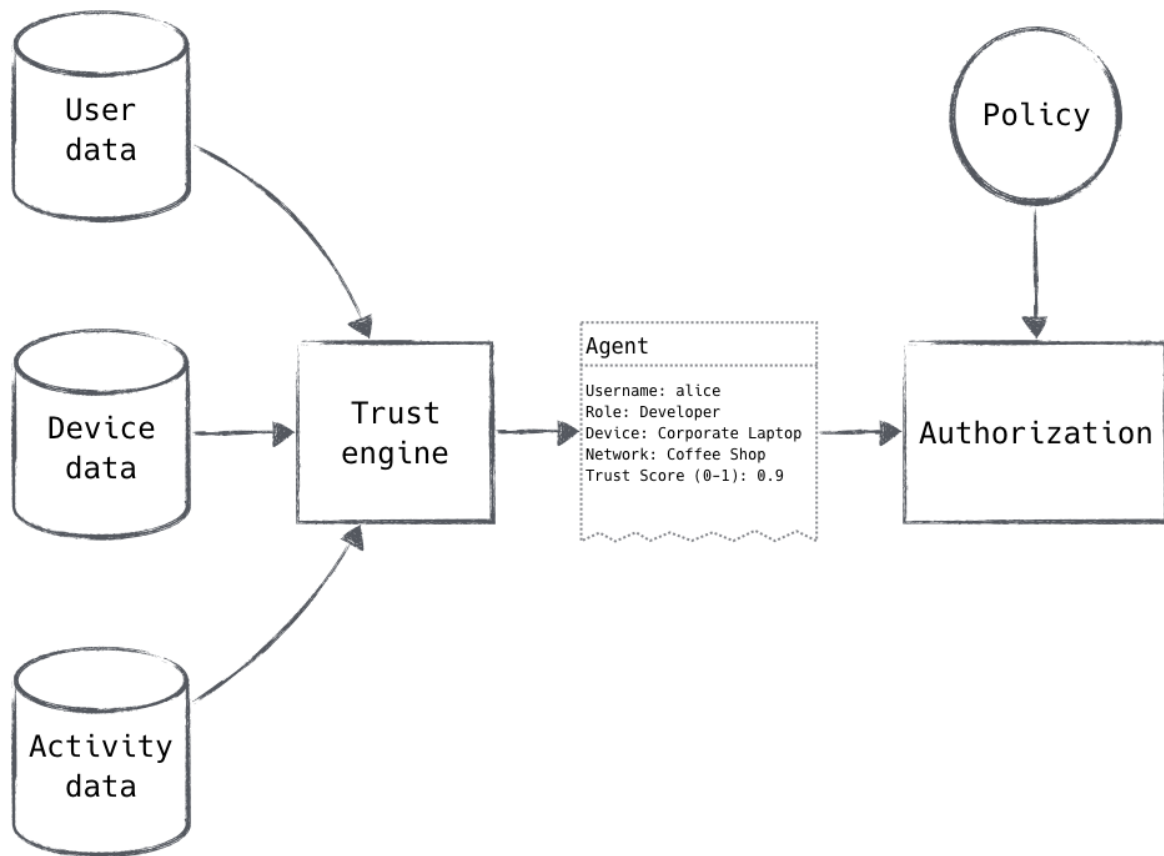 User
data
Policy
Device
data
Trust
engine
Agent
Username: alice
Role: Developer
Device: Corporate Laptop
Network: Coffee Shop
Trust Score (0-1): 0.9
Authorization
Activity
data